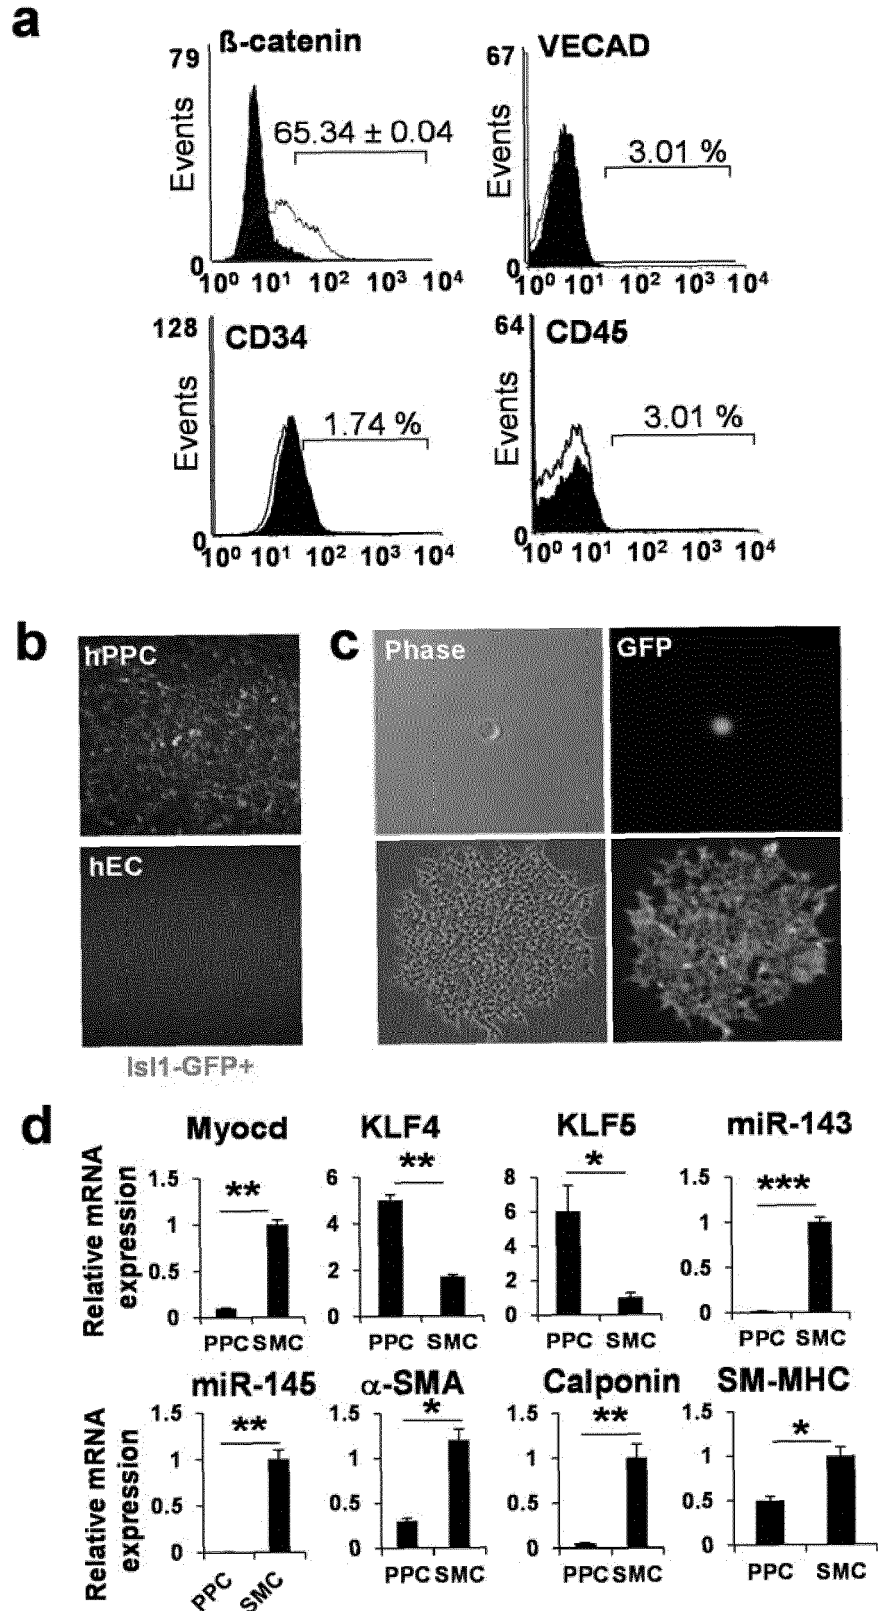 a
ß-catenin
79
Events
65.34 ± 0.04
0
10⁰ 10¹ 10² 10³ 10⁴
VECAD
67
Events
3.01 %
0
10⁰ 10¹ 10² 10³ 10⁴
CD34
128
Events
1.74 %
0
10⁰ 10¹ 10² 10³ 10⁴
CD45
64
Events
3.01 %
0
10⁰ 10¹ 10² 10³ 10⁴
b
hPPC
hEC
Isl1-GFP+
c
Phase
GFP
d
Relative mRNA
expression
Myocd
**
1.5
1
0.5
0
PPC SMC
KLF4
**
6
4
2
0
PPC SMC
KLF5
*
8
6
4
2
0
PPC SMC
miR-143
***
1.5
1
0.5
0
PPC SMC
Relative mRNA
expression
miR-145
**
1.5
1
0.5
0
PPC SMC
α-SMA
*
1.5
1
0.5
0
PPC SMC
Calponin
**
1.5
1
0.5
0
PPC SMC
SM-MHC
*
1.5
1
0.5
0
PPC SMC